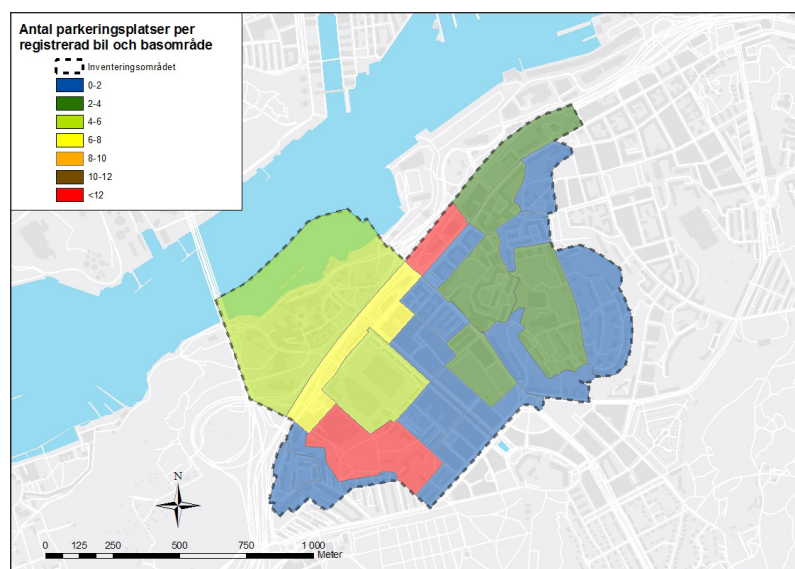 Antal parkeringsplatser per
registrerad bil och basområde
Inventeringsområdet
0-2
2-4
4-6
6-8
8-10
10-12
<12
N
0 125 250 500 750 1 000
Meter